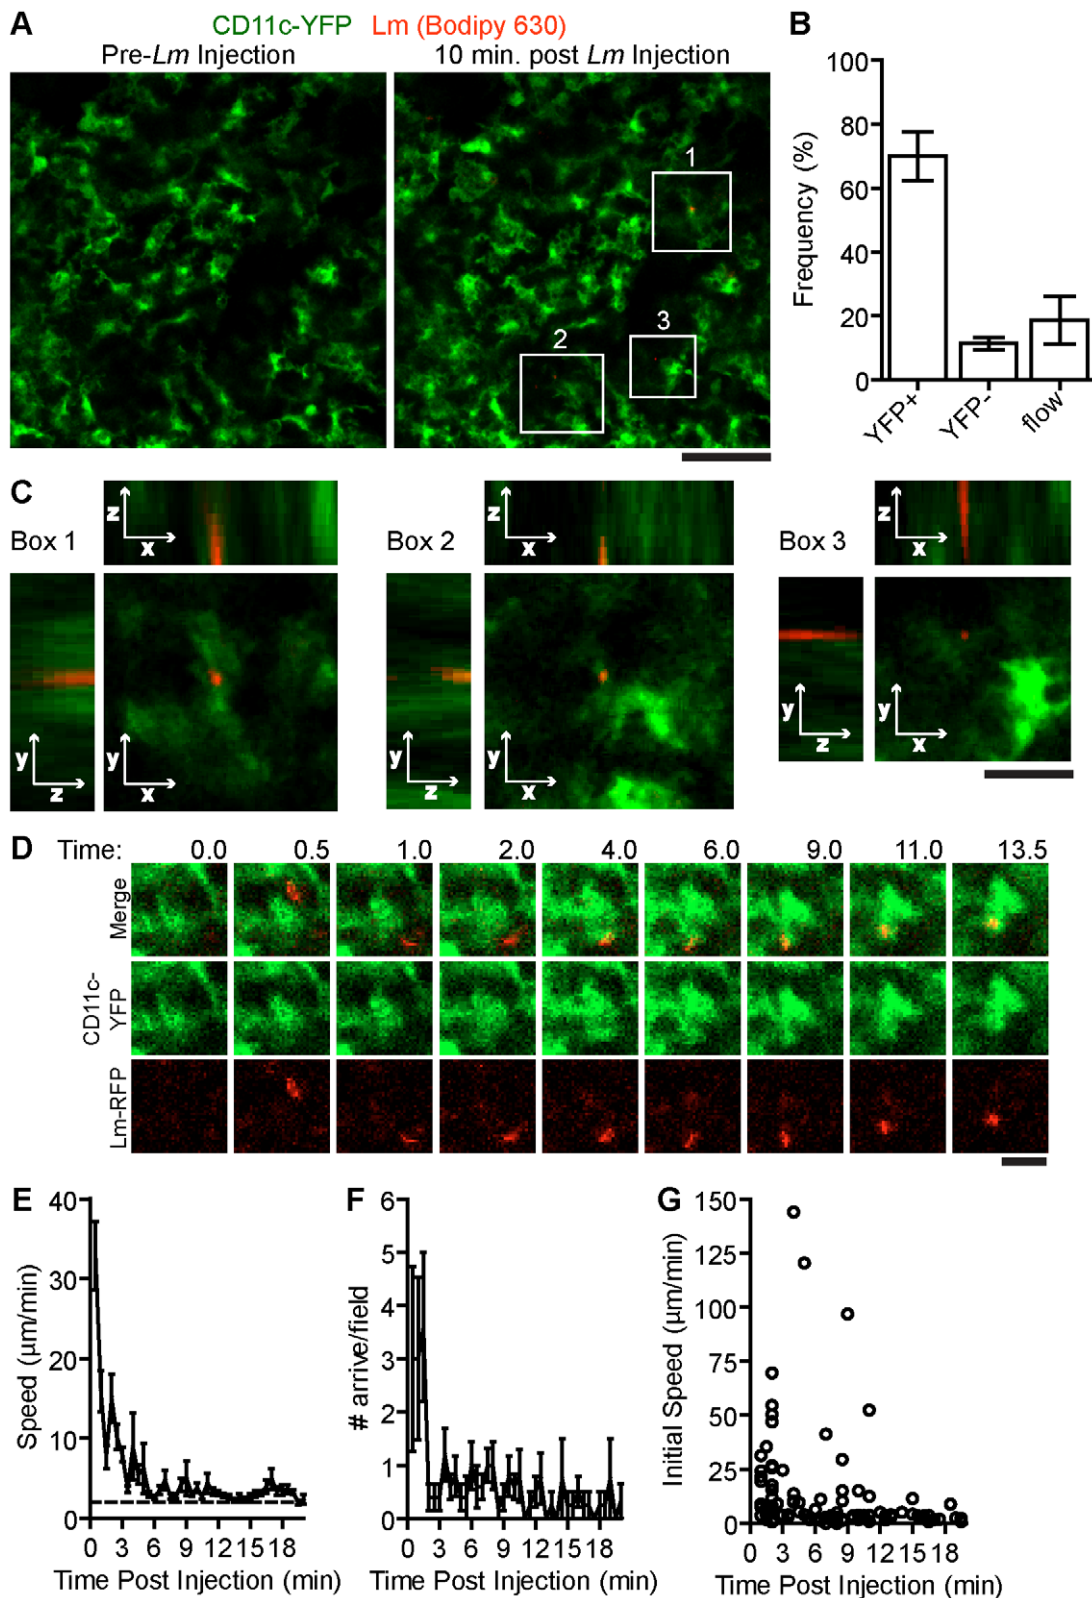 A
CD11c-YFP Lm (Bodipy 630)
Pre-Lm Injection
10 min. post Lm Injection
1
2
3
B
Frequency (%)
100
80
60
40
20
0
YFP+
YFP-
flow
C
Box 1
z
x
y
z
y
x
Box 2
z
x
y
z
y
x
Box 3
z
x
y
z
y
x
D
Time: 0.0 0.5 1.0 2.0 4.0 6.0 9.0 11.0 13.5
Merge
CD11c-
YFP
Lm-RFP
E
Speed (µm/min)
40
30
20
10
0
0 3 6 9 12 15 18
Time Post Injection (min)
F
# arrive/field
6
5
4
3
2
1
0
0 3 6 9 12 15 18
Time Post Injection (min)
G
Initial Speed (µm/min)
150
125
100
75
50
25
0
0 3 6 9 12 15 18
Time Post Injection (min)